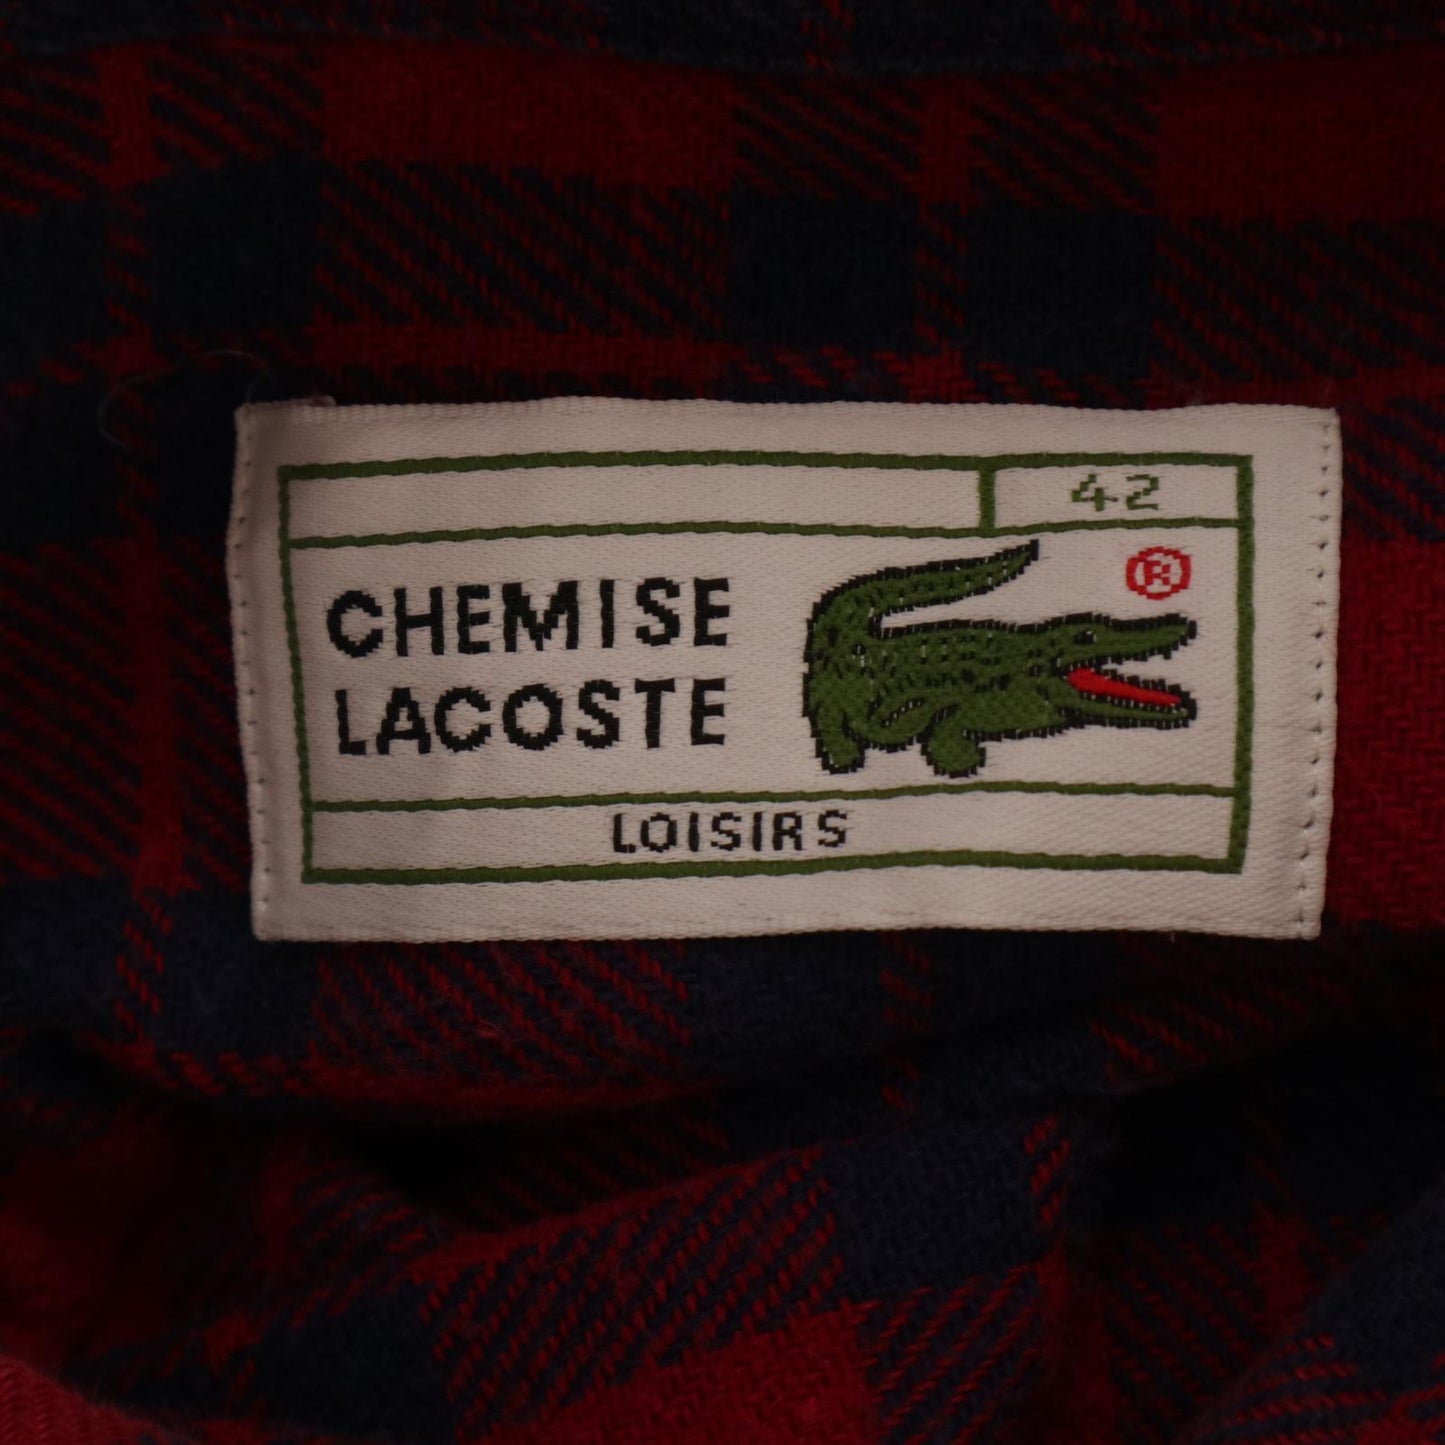 42
CHEMISE ®
LACOSTE
LOISIRS